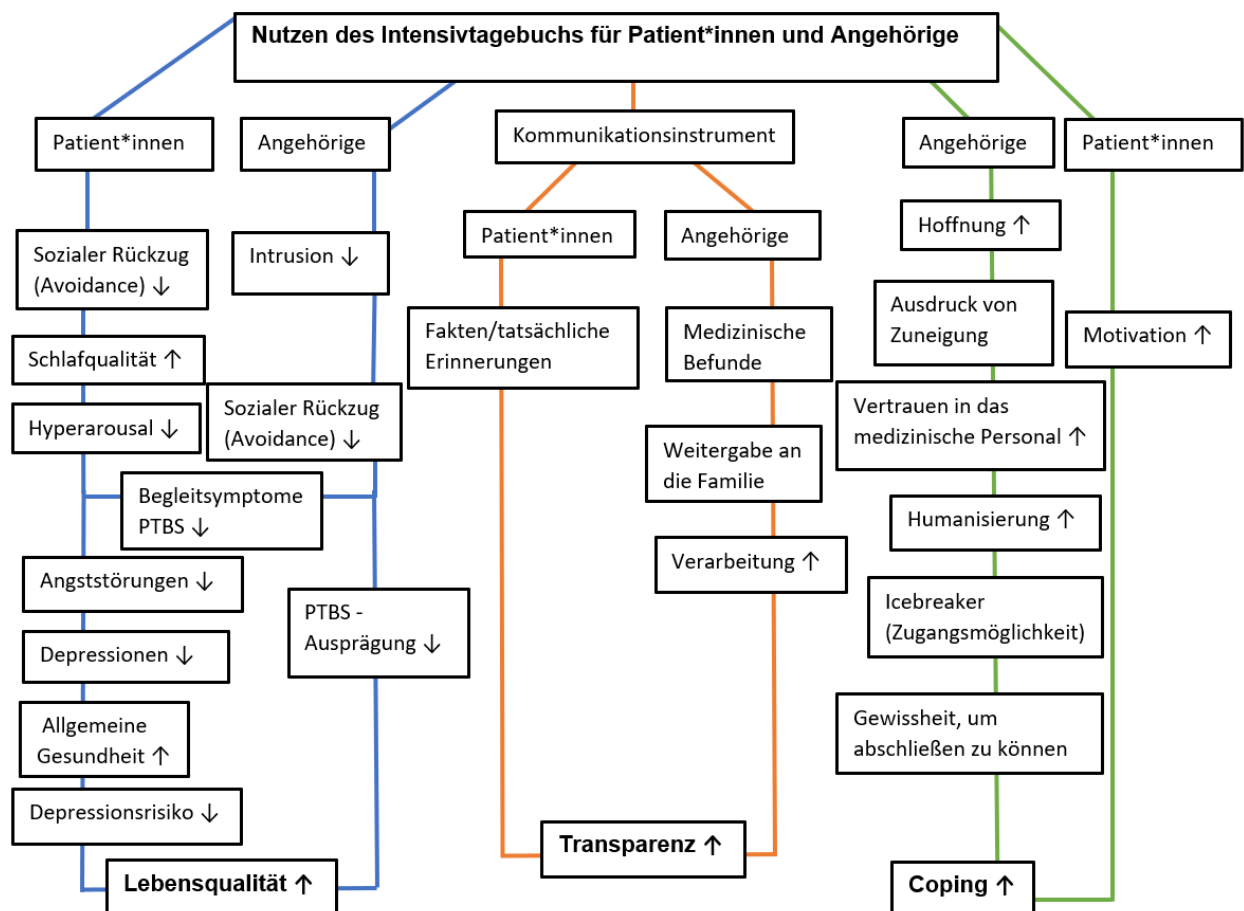 Nutzen des Intensivtagebuchs für Patient*innen und Angehörige
Patient*innen
Sozialer Rückzug
(Avoidance) ↓
Schlafqualität ↑
Hyperarousal ↓
Angehörige
Intrusion ↓
Sozialer Rückzug
(Avoidance) ↓
Begleitsymptome
PTBS ↓
Angststörungen ↓
Depressionen ↓
Allgemeine
Gesundheit ↑
Depressionsrisiko ↓
PTBS -
Ausprägung ↓
Lebensqualität ↑
Kommunikationsinstrument
Patient*innen
Fakten/tatsächliche
Erinnerungen
Angehörige
Medizinische
Befunde
Weitergabe an
die Familie
Verarbeitung ↑
Transparenz ↑
Angehörige
Hoffnung ↑
Ausdruck von
Zuneigung
Vertrauen in das
medizinische Personal ↑
Humanisierung ↑
Icebreaker
(Zugangsmöglichkeit)
Gewissheit, um
abschließen zu können
Patient*innen
Motivation ↑
Coping ↑